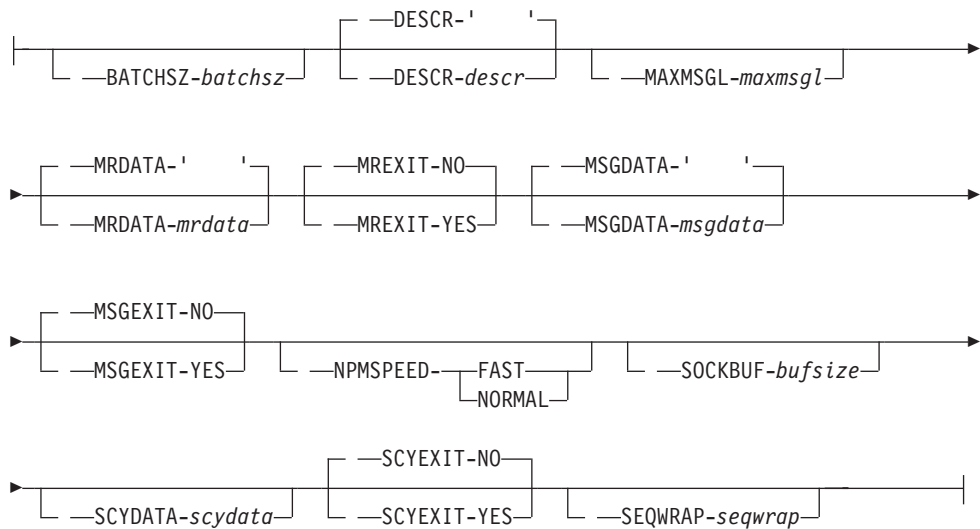 DESCR-'     '
BATCHSZ-batchsz DESCR-descr MAXMSGL-maxmsgl
MRDATA-'     ' MREXIT-NO MSGDATA-'     '
MRDATA-mrdata MREXIT-YES MSGDATA-msgdata
MSGEXIT-NO
MSGEXIT-YES NPMSPEED-FAST SOCKBUF-bufsize
NORMAL
SCYEXIT-NO
SCYDATA-scydata SCYEXIT-YES SEQWRAP-seqwrap